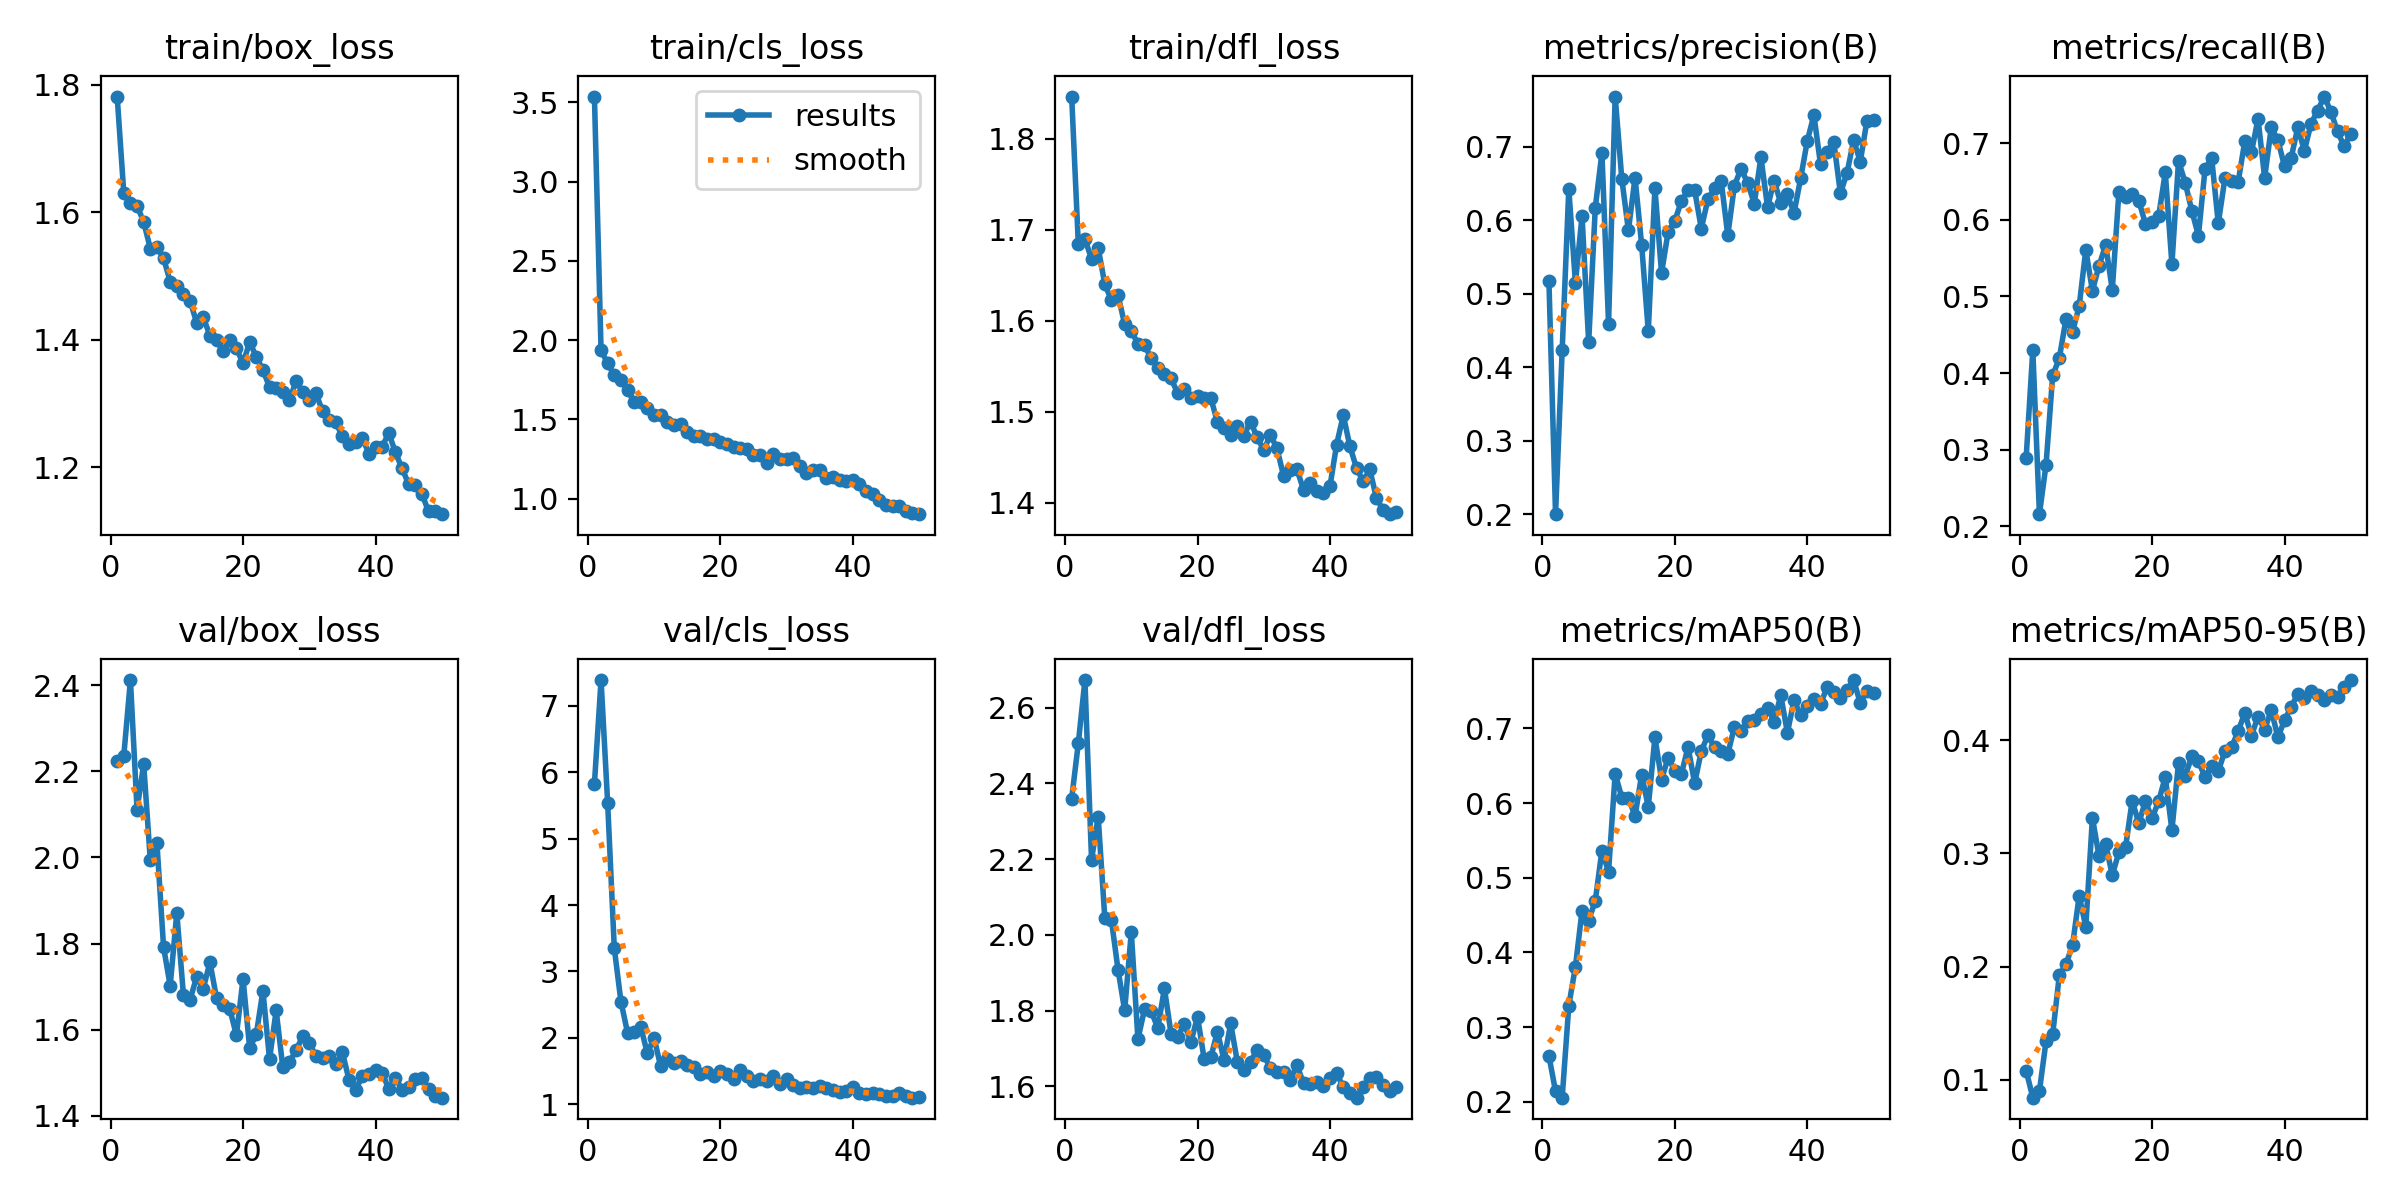 train/box_loss
1.8
1.6
1.4
1.2
0 20 40
train/cls_loss
results
smooth
3.5
3.0
2.5
2.0
1.5
1.0
0 20 40
train/dfl_loss
1.8
1.7
1.6
1.5
1.4
0 20 40
metrics/precision(B)
0.7
0.6
0.5
0.4
0.3
0.2
0 20 40
metrics/recall(B)
0.7
0.6
0.5
0.4
0.3
0.2
0 20 40
val/box_loss
2.4
2.2
2.0
1.8
1.6
1.4
0 20 40
val/cls_loss
7
6
5
4
3
2
1
0 20 40
val/dfl_loss
2.6
2.4
2.2
2.0
1.8
1.6
0 20 40
metrics/mAP50(B)
0.7
0.6
0.5
0.4
0.3
0.2
0 20 40
metrics/mAP50-95(B)
0.4
0.3
0.2
0.1
0 20 40